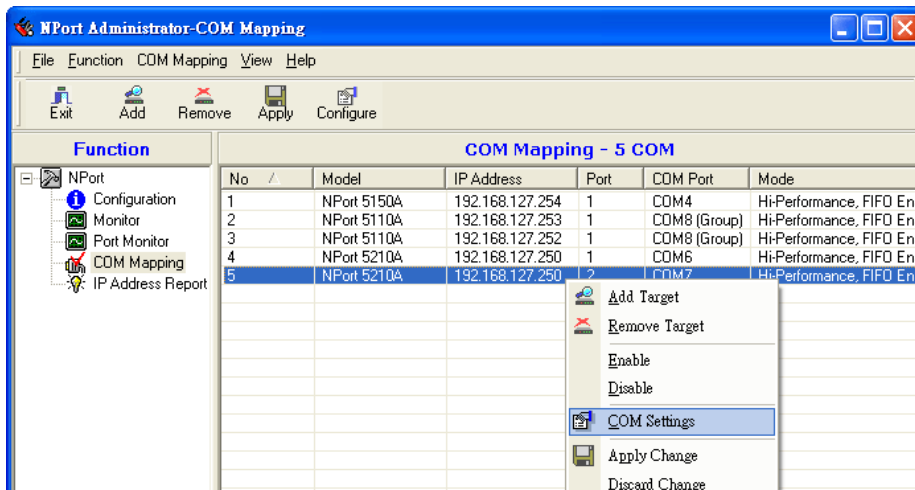 NPort Administrator-COM Mapping
File Function COM Mapping View Help
Exit Add Remove Apply Configure
Function
COM Mapping - 5 COM
NPort
Configuration
Monitor
Port Monitor
COM Mapping
IP Address Report
No Model IP Address Port COM Port Mode
1 NPort 5150A 192.168.127.254 1 COM4 Hi-Performance, FIFO En
2 NPort 5110A 192.168.127.253 1 COM8 (Group) Hi-Performance, FIFO En
3 NPort 5110A 192.168.127.252 1 COM8 (Group) Hi-Performance, FIFO En
4 NPort 5210A 192.168.127.250 1 COM6 Hi-Performance, FIFO En
5 NPort 5210A 192.168.127.250 2 COM7 Hi-Performance, FIFO En
Add Target
Remove Target
Enable
Disable
COM Settings
Apply Change
Discard Change